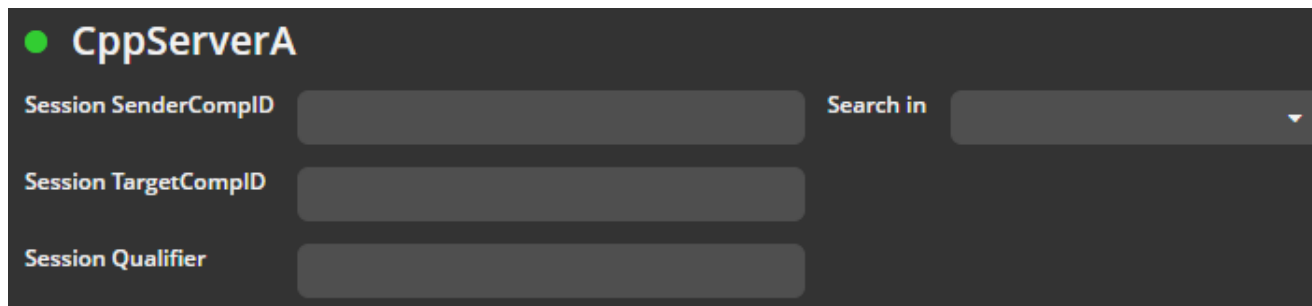 CppServerA
Session SenderCompID
Search in
Session TargetCompID
Session Qualifier